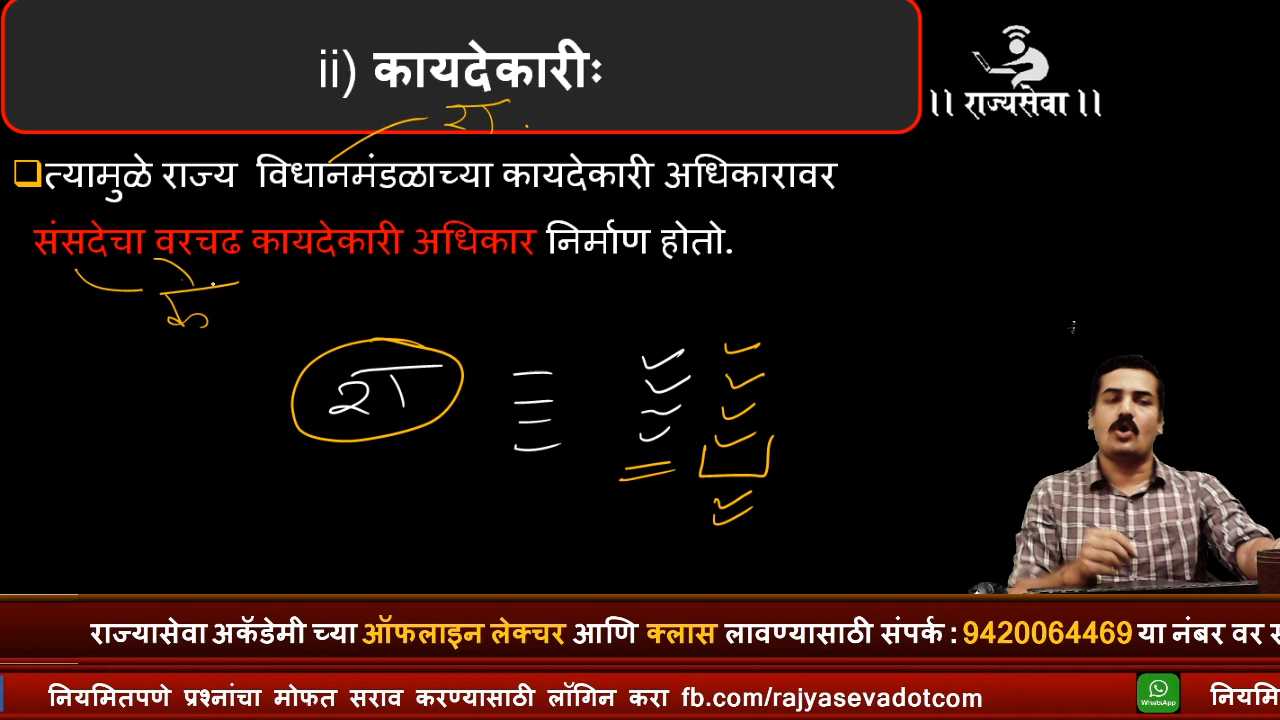 ii) कायदेकारीः
।। राज्यसेवा ।।
रा.
त्यामुळे राज्य विधानमंडळाच्या कायदेकारी अधिकारावर
संसदेचा वरचढ कायदेकारी अधिकार निर्माण होतो.
कें
रा
राज्यासेवा अकॅडेमी च्या ऑफलाइन लेक्चर आणि क्लास लावण्यासाठी संपर्क : 9420064469 या नंबर वर
नियमितपणे प्रश्नांचा मोफत सराव करण्यासाठी लॉगिन करा fb.com/rajyasevadotcom WhatsApp